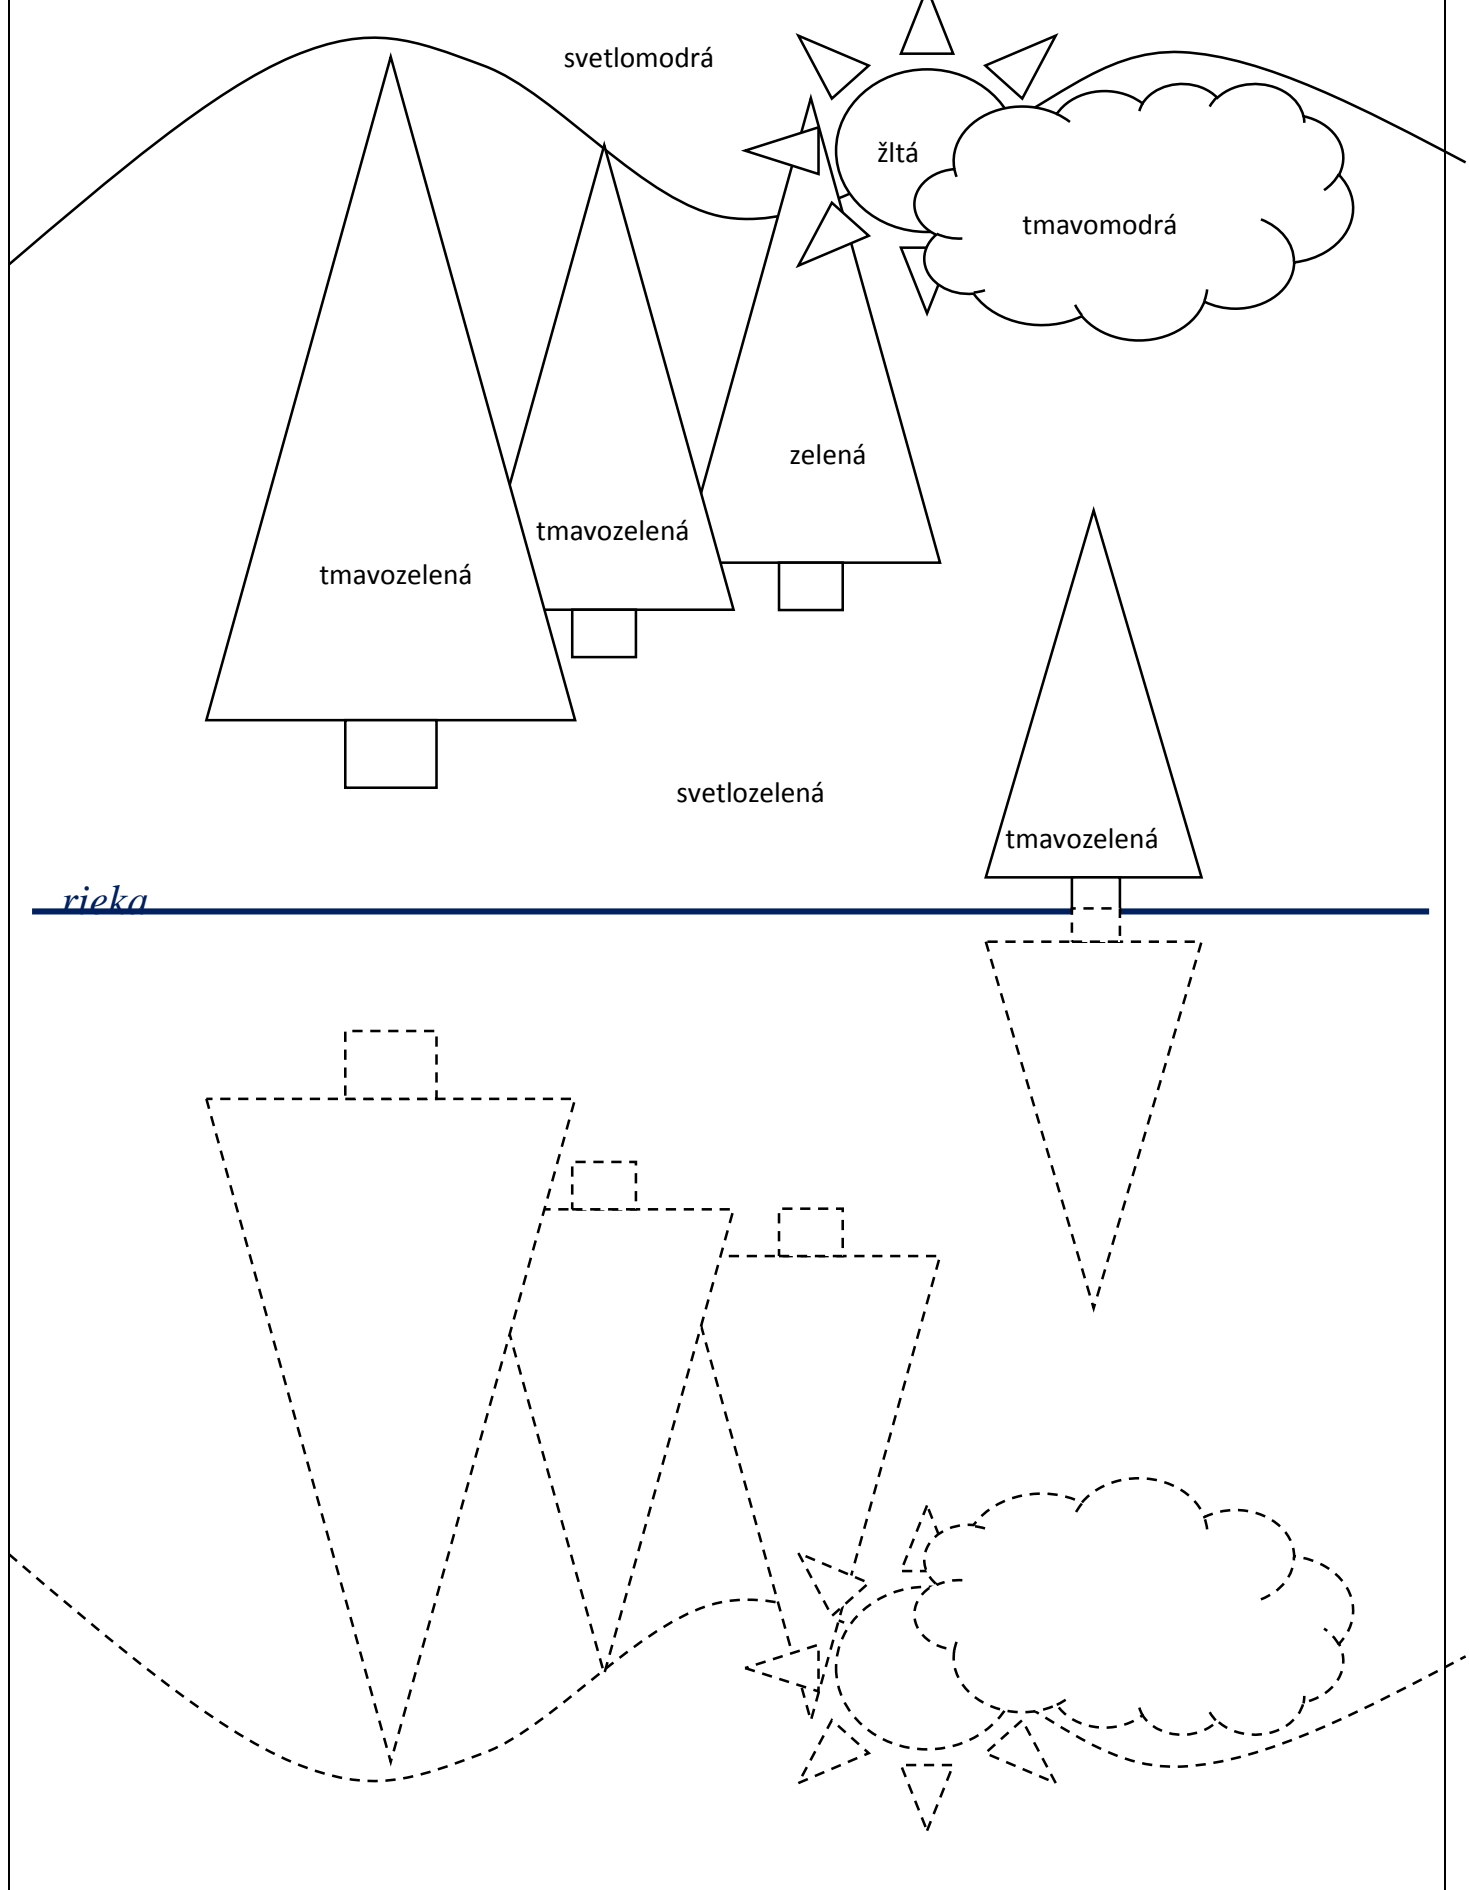 svetlomodrá
žltá
tmavomodrá
zelená
tmavozelená
tmavozelená
svetlozelená
tmavozelená
rieka